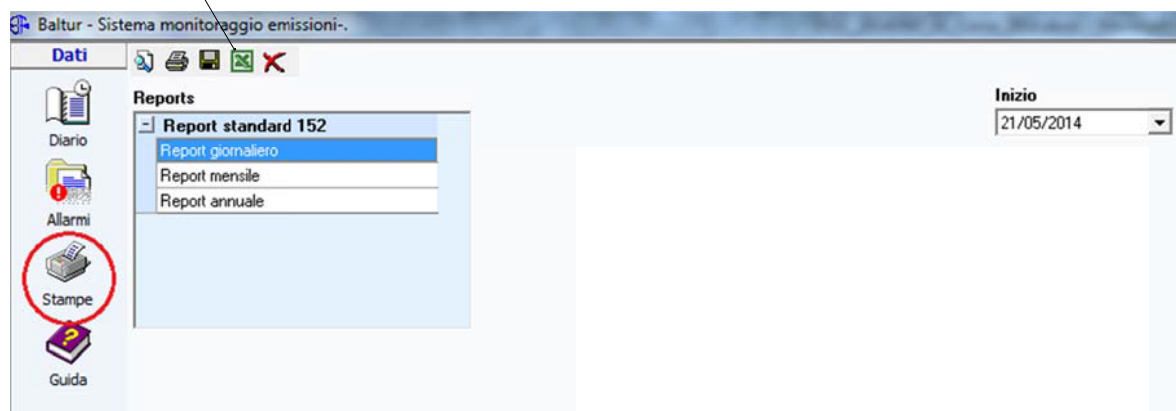 Baltur - Sistema monitoraggio emissioni-.
Dati
Diario
Allarmi
Stampe
Guida
Reports
Report standard 152
Report giornaliero
Report mensile
Report annuale
Inizio
21/05/2014